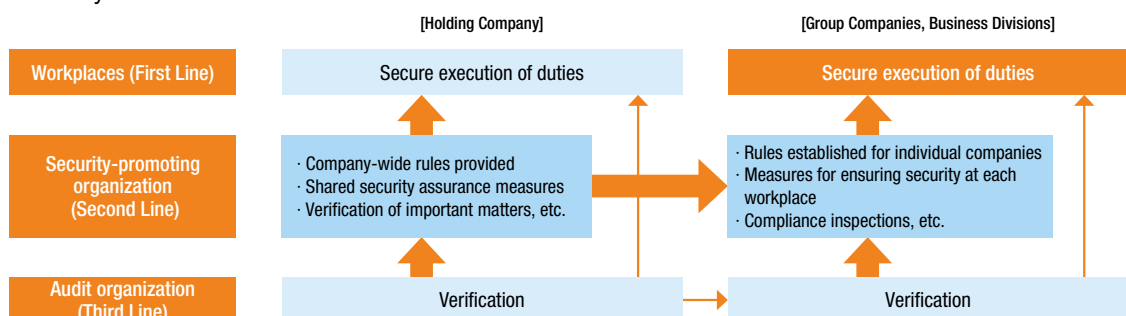 [Holding Company]
[Group Companies, Business Divisions]
Workplaces (First Line)
Secure execution of duties
Secure execution of duties
Security-promoting
organization
(Second Line)
· Company-wide rules provided
· Shared security assurance measures
· Verification of important matters, etc.
· Rules established for individual companies
· Measures for ensuring security at each
workplace
· Compliance inspections, etc.
Audit organization
(Third Line)
Verification
Verification